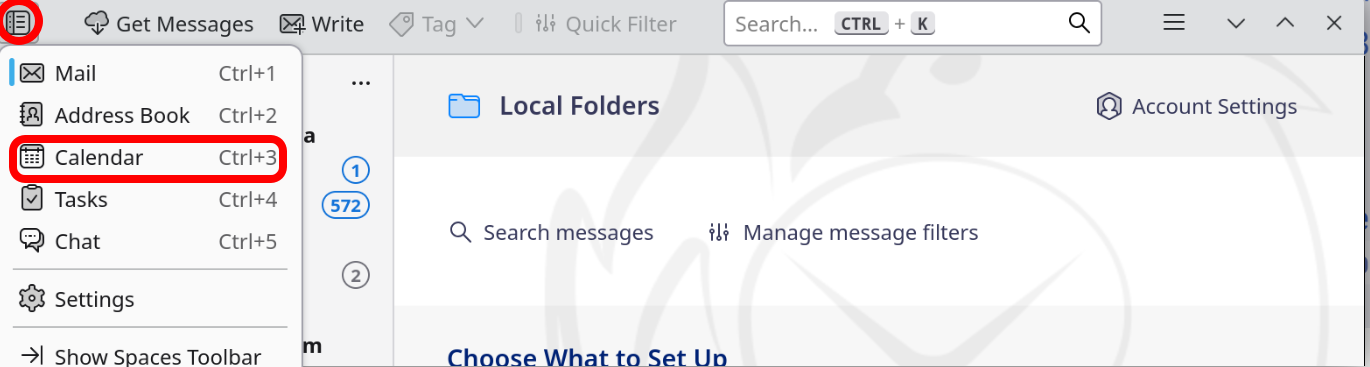 Get Messages Write Tag Quick Filter Search... CTRL + K
Mail Ctrl+1
Address Book Ctrl+2
Calendar Ctrl+3
Tasks Ctrl+4
Chat Ctrl+5
Settings
Show Spaces Toolbar
...
a
1
572
2
m
Local Folders Account Settings
Search messages Manage message filters
Choose What to Set Up